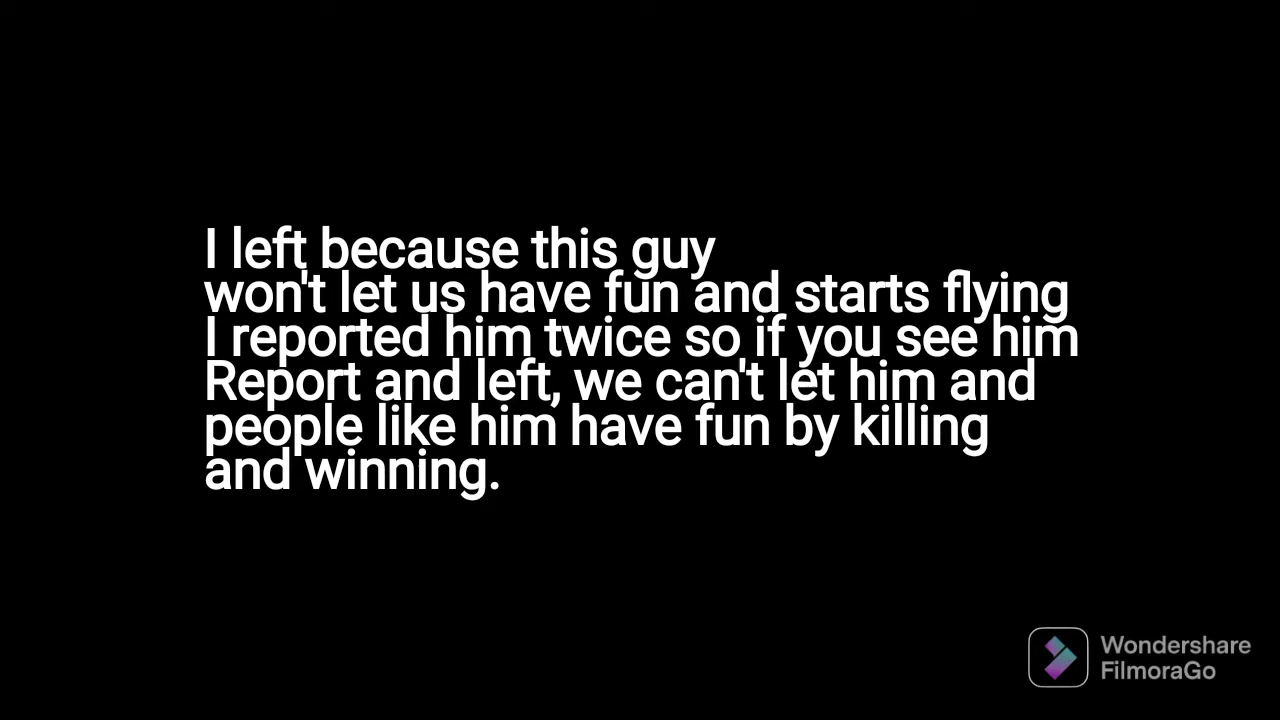 I left because this guy
won't let us have fun and starts flying
I reported him twice so if you see him
Report and left, we can't let him and
people like him have fun by killing
and winning.
Wondershare
FilmoraGo